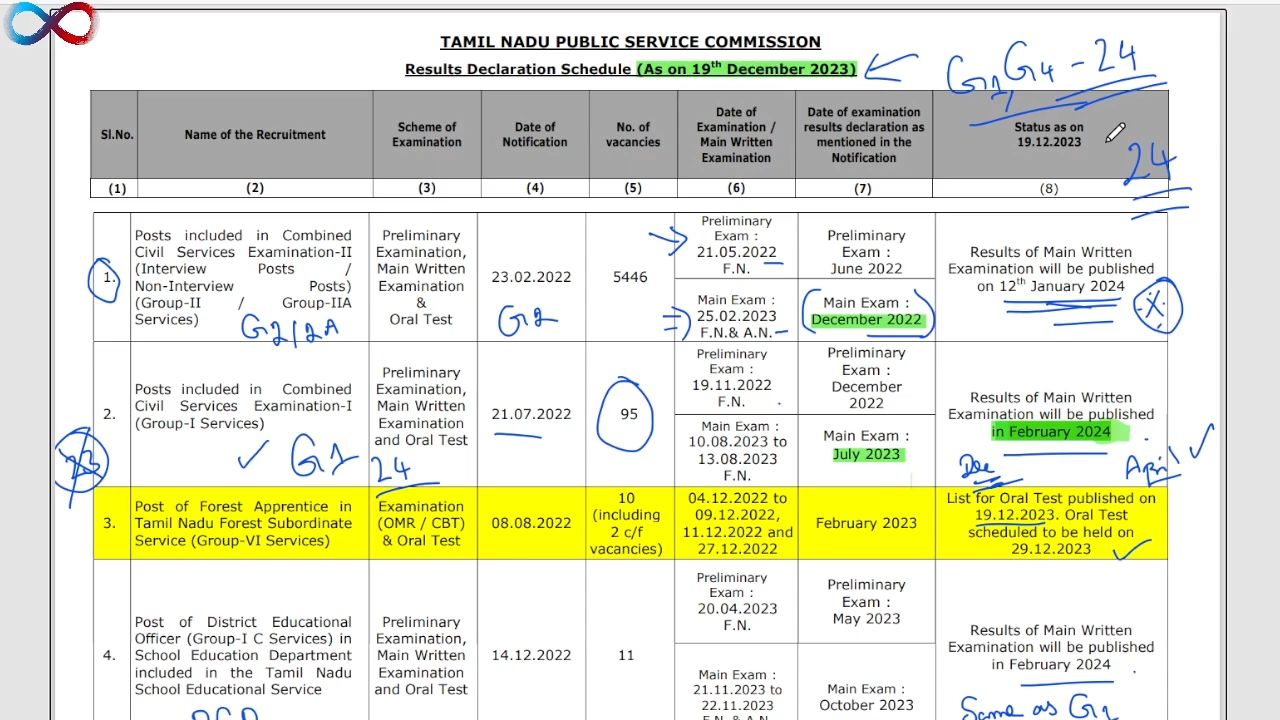 TAMIL NADU PUBLIC SERVICE COMMISSION
Results Declaration Schedule (As on 19th December 2023)
G1 G4 - 24
24
Sl.No.
Name of the Recruitment
Scheme of
Examination
Date of
Notification
No. of
vacancies
Date of
Examination /
Main Written
Examination
Date of examination
results declaration as
mentioned in the
Notification
Status as on
19.12.2023
(1)
(2)
(3)
(4)
(5)
(6)
(7)
(8)
1.
Posts included in Combined
Civil Services Examination-II
(Interview Posts /
Non-Interview Posts)
(Group-II / Group-IIA
Services)
G2/2A
Preliminary
Examination,
Main Written
Examination
&
Oral Test
23.02.2022
G2
5446
Preliminary
Exam :
21.05.2022
F.N.
Main Exam :
25.02.2023
F.N.& A.N.
Preliminary
Exam :
June 2022
Main Exam :
December 2022
Results of Main Written
Examination will be published
on 12th January 2024
2.
Posts included in Combined
Civil Services Examination-I
(Group-I Services)
G1
24
Preliminary
Examination,
Main Written
Examination
and Oral Test
21.07.2022
95
Preliminary
Exam :
19.11.2022
F.N.
Main Exam :
10.08.2023 to
13.08.2023
F.N.
Preliminary
Exam :
December
2022
Main Exam :
July 2023
Results of Main Written
Examination will be published
in February 2024
Dec
April
3.
Post of Forest Apprentice in
Tamil Nadu Forest Subordinate
Service (Group-VI Services)
Examination
(OMR / CBT)
& Oral Test
08.08.2022
10
(including
2 c/f
vacancies)
04.12.2022 to
09.12.2022,
11.12.2022 and
27.12.2022
February 2023
List for Oral Test published on
19.12.2023. Oral Test
scheduled to be held on
29.12.2023
4.
Post of District Educational
Officer (Group-I C Services) in
School Education Department
included in the Tamil Nadu
School Educational Service
Preliminary
Examination,
Main Written
Examination
and Oral Test
14.12.2022
11
Preliminary
Exam :
20.04.2023
F.N.
Main Exam :
21.11.2023 to
22.11.2023
F.N. & A.N.
Preliminary
Exam :
May 2023
Main Exam :
October 2023
Results of Main Written
Examination will be published
in February 2024
Same as G2